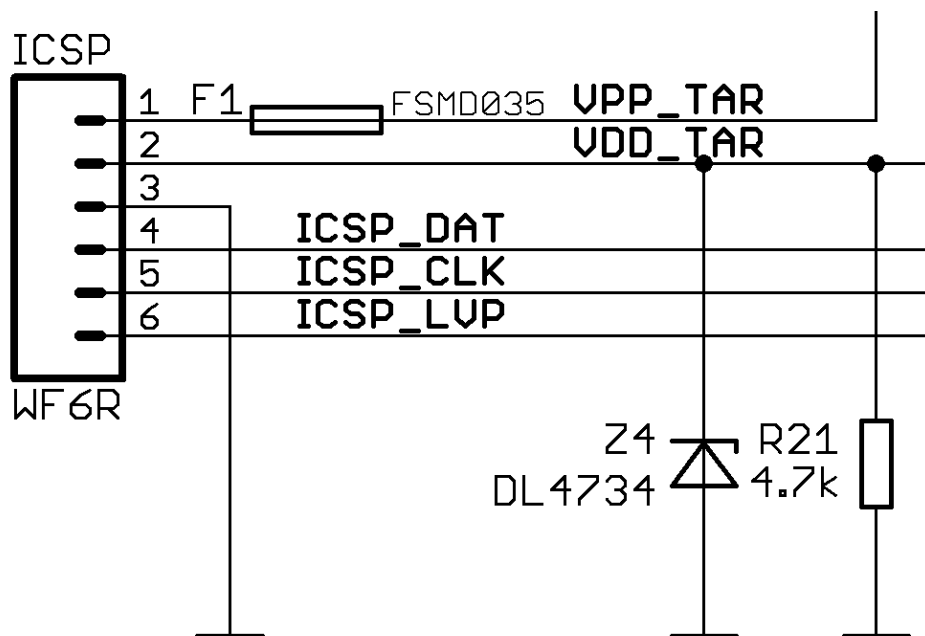 ICSP
1 F1 FSMD035 VPP_TAR
2 VDD_TAR
3
4 ICSP_DAT
5 ICSP_CLK
6 ICSP_LVP
WF6R
Z4 R21
DL4734 4.7k